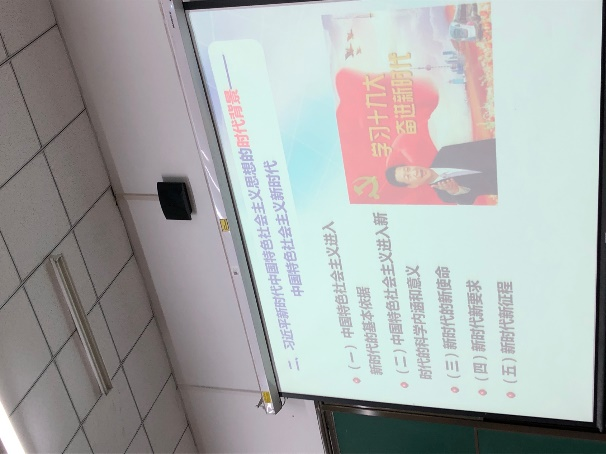 二、习近平新时代中国特色社会主义思想的时代背景——
中国特色社会主义新时代
学习十九大
奋进新时代
（一）中国特色社会主义进入
新时代的基本依据
（二）中国特色社会主义进入新
时代的科学内涵和意义
（三）新时代的新使命
（四）新时代新要求
（五）新时代新征程